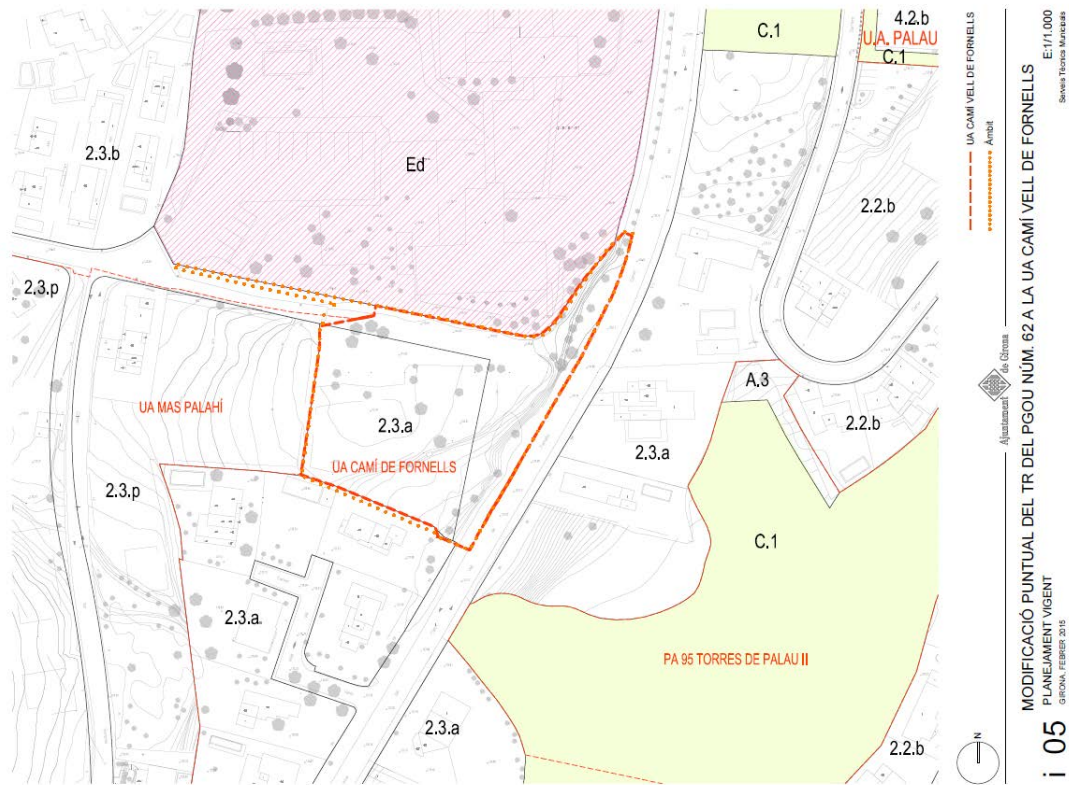 C.1
4.2.b
U.A. PALAU
C.1
2.3.b
Ed
2.2.b
2.3.p
UA MAS PALAHÍ
2.3.a
UA CAMÍ DE FORNELLS
2.3.p
2.3.a
A.3
2.2.b
C.1
2.3.a
PA 95 TORRES DE PALAU II
2.3.a
2.2.b
UA CAMÍ VELL DE FORNELLS
Àmbit
Ajuntament de Girona
N
MODIFICACIÓ PUNTUAL DEL TR DEL PGOU NÚM. 62 A LA UA CAMÍ VELL DE FORNELLS
E:1/1.000
i 05
PLANEJAMENT VIGENT
GIRONA, FEBRER 2015
Serveis Tècnics Municipals